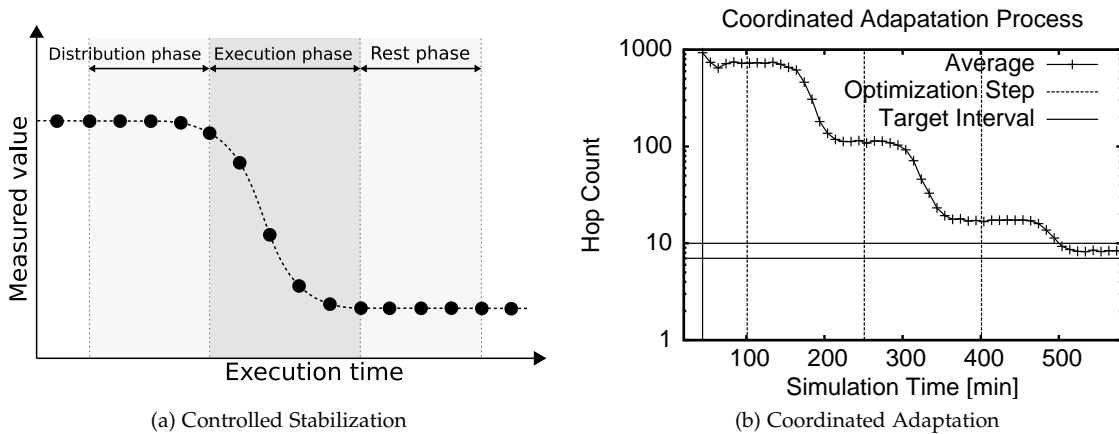 Distribution phase
Execution phase
Rest phase
Measured value
Execution time
(a) Controlled Stabilization
Coordinated Adapatation Process
1000
100
10
1
Hop Count
Average
Optimization Step
Target Interval
100
200
300
400
500
Simulation Time [min]
(b) Coordinated Adaptation